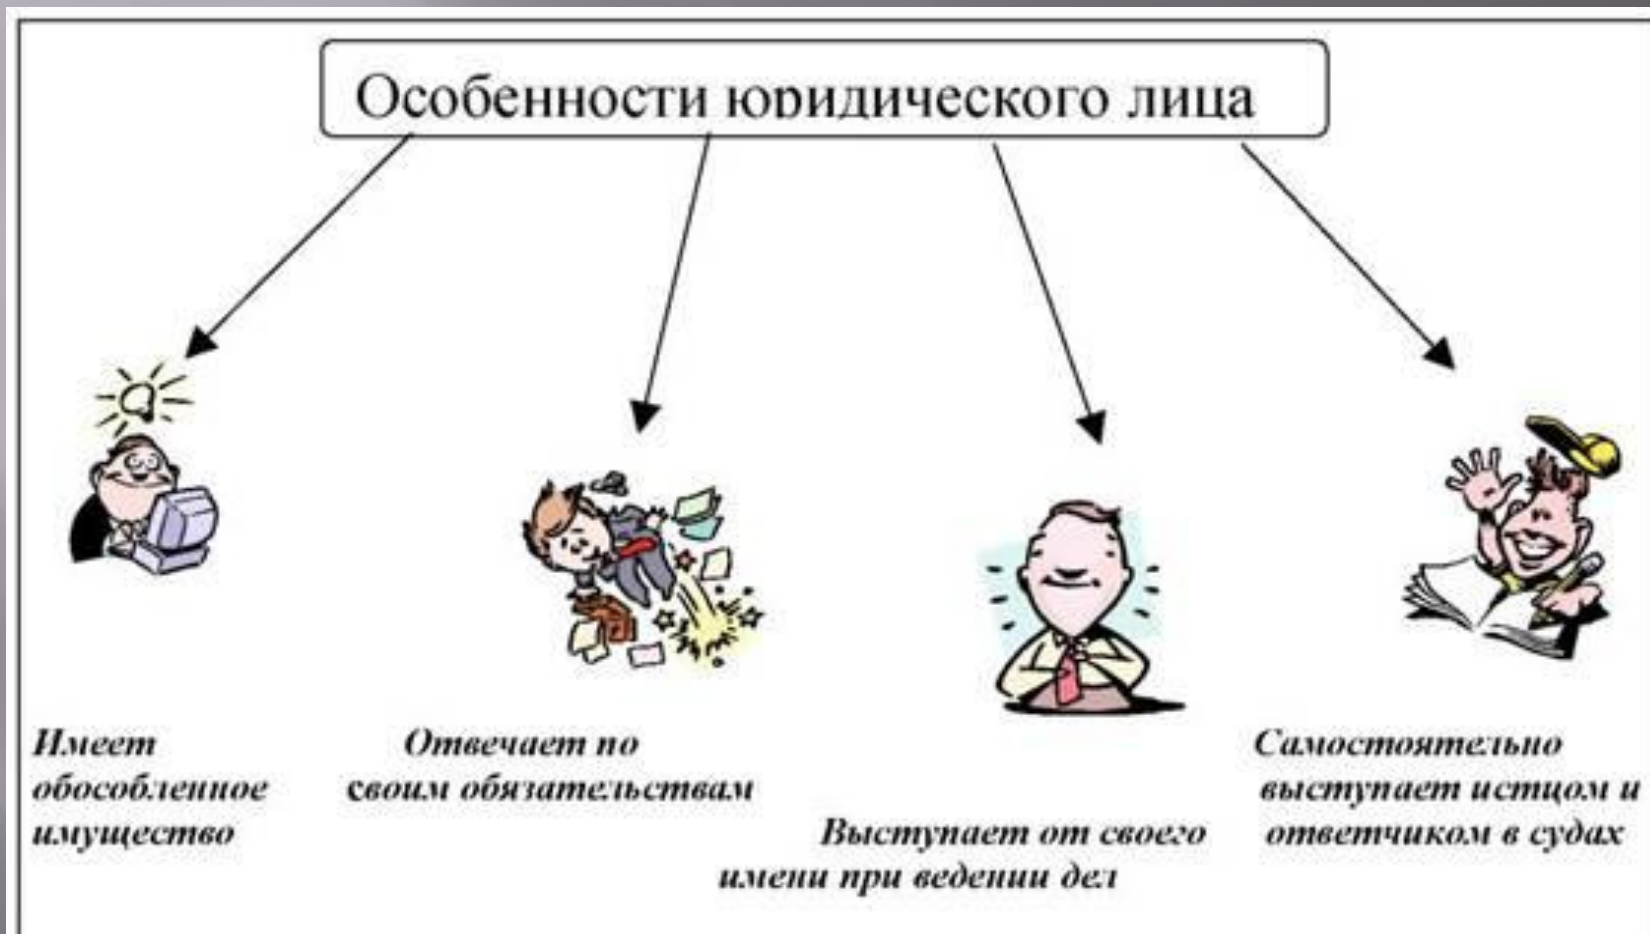 Особенности юридического лица
Имеет
обособленное
имущество
Отвечает по
своим обязательствам
Выступает от своего
имени при ведении дел
Самостоятельно
выступает истцом и
ответчиком в судах